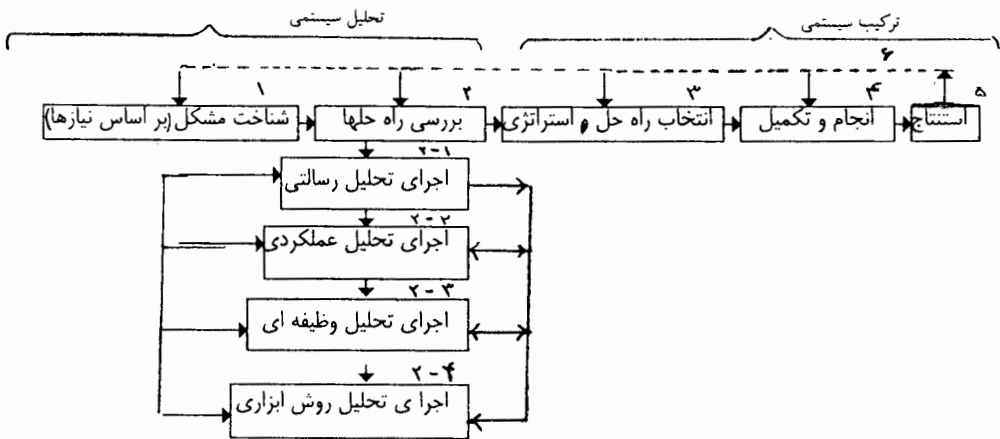 ترکیب سیستمی
تحلیل سیستمی
۶
۱
شناخت مشکل (بر اساس نیازها)
۲
بررسی راه حلها
۳
انتخاب راه حل و استراتژی
۴
انجام و تکمیل
۵
استنتاج
۲-۱
اجرای تحلیل رسالتی
۲-۲
اجرای تحلیل عملکردی
۲-۳
اجرای تحلیل وظیفه ای
۲-۴
اجرا ی تحلیل روش ابزاری